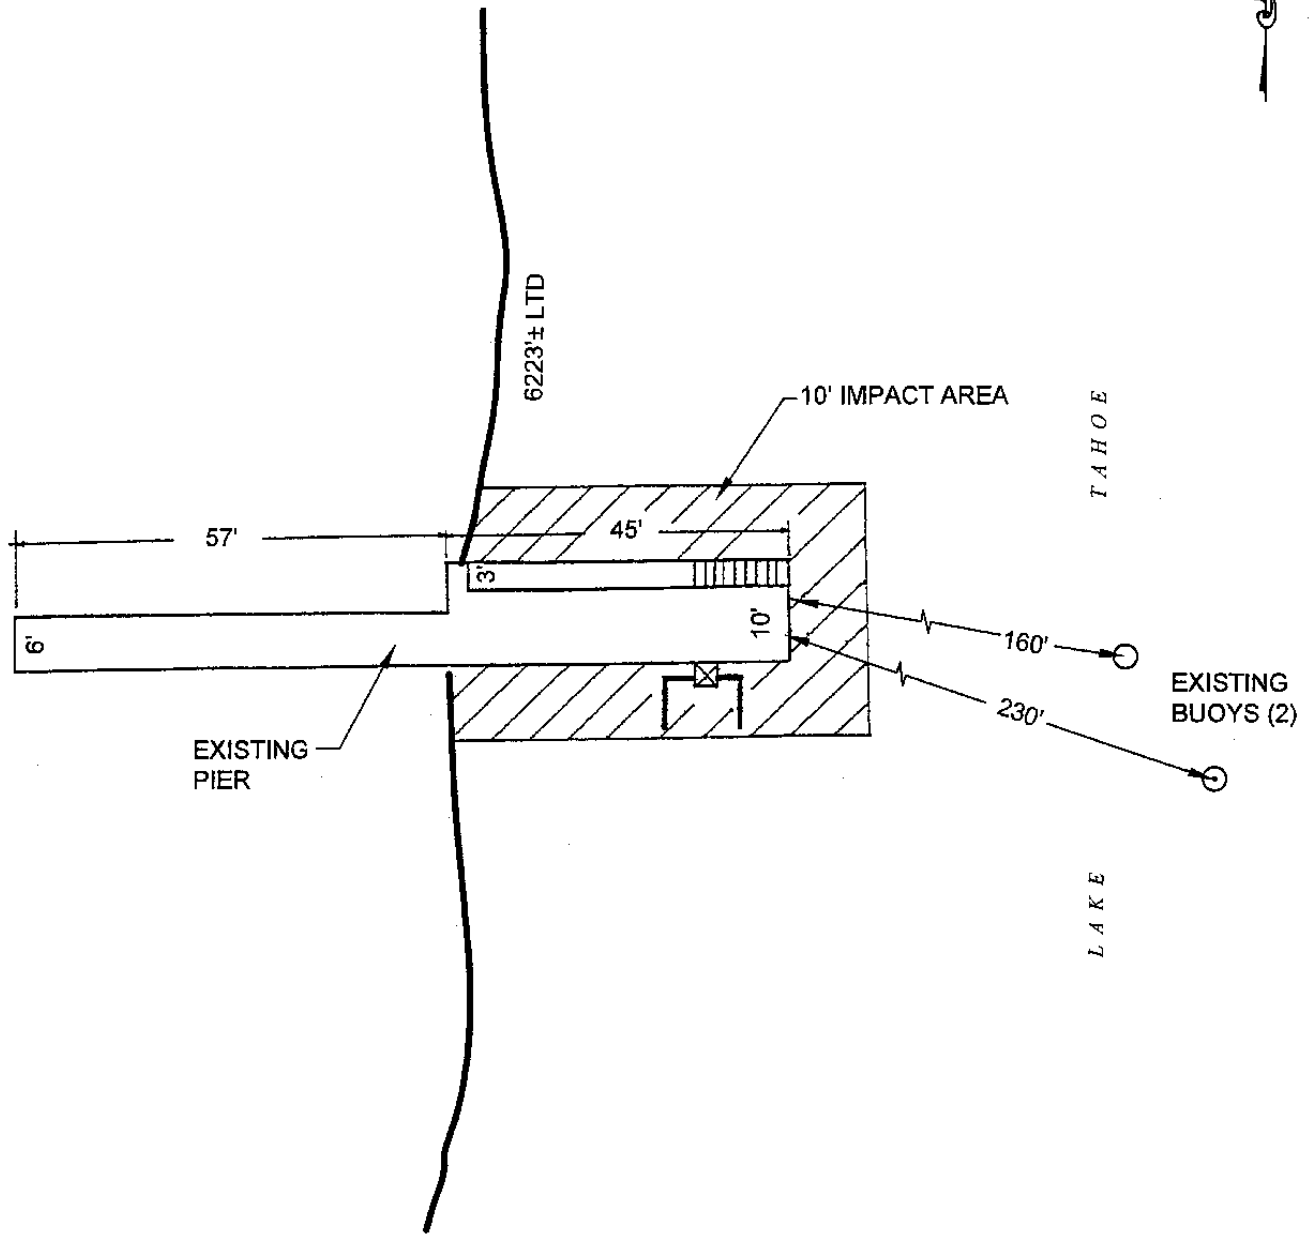 6223'± LTD
10' IMPACT AREA
TAHOE
57'
45'
3'
6'
10'
160'
230'
EXISTING
BUOYS (2)
EXISTING
PIER
LAKE